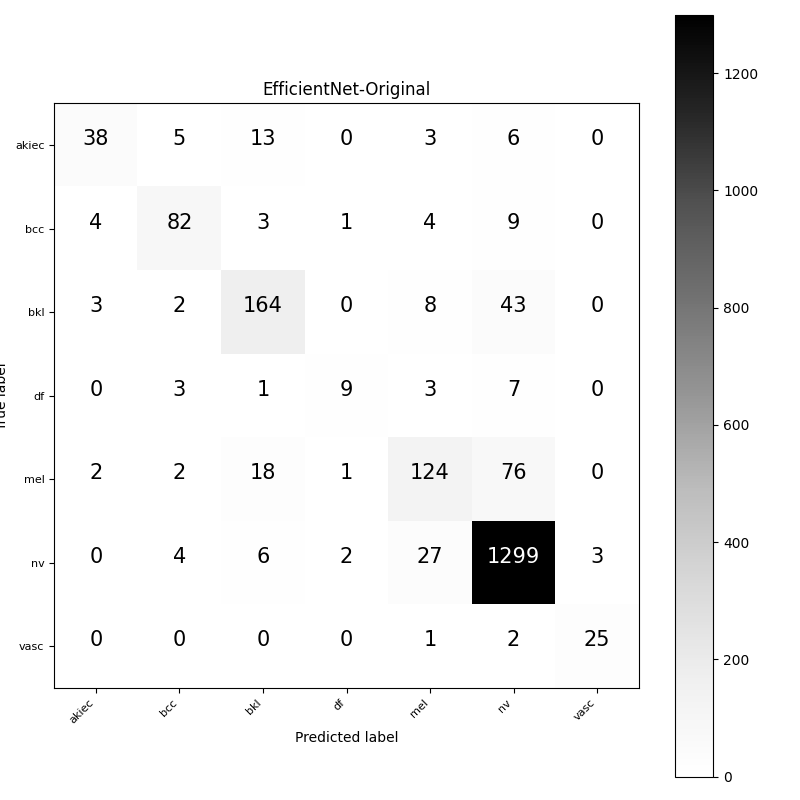 EfficientNet-Original
akiec 38 5 13 0 3 6 0
bcc 4 82 3 1 4 9 0
bkl 3 2 164 0 8 43 0
df 0 3 1 9 3 7 0
mel 2 2 18 1 124 76 0
nv 0 4 6 2 27 1299 3
vasc 0 0 0 0 1 2 25
akiec bcc bkl df mel nv vasc
Predicted label
True label
1200
1000
800
600
400
200
0